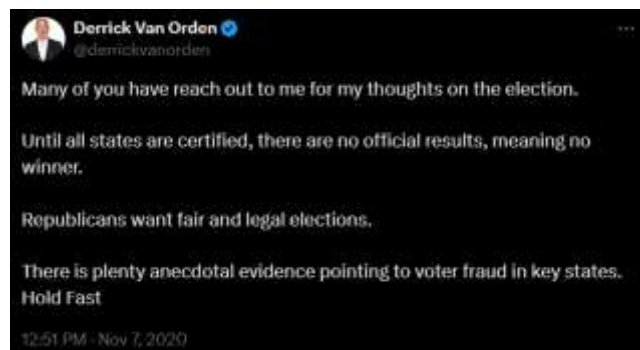 Derrick Van Orden
@derrickvanorden
Many of you have reach out to me for my thoughts on the election.
Until all states are certified, there are no official results, meaning no
winner.
Republicans want fair and legal elections.
There is plenty anecdotal evidence pointing to voter fraud in key states.
Hold Fast
12:51 PM · Nov 7, 2020